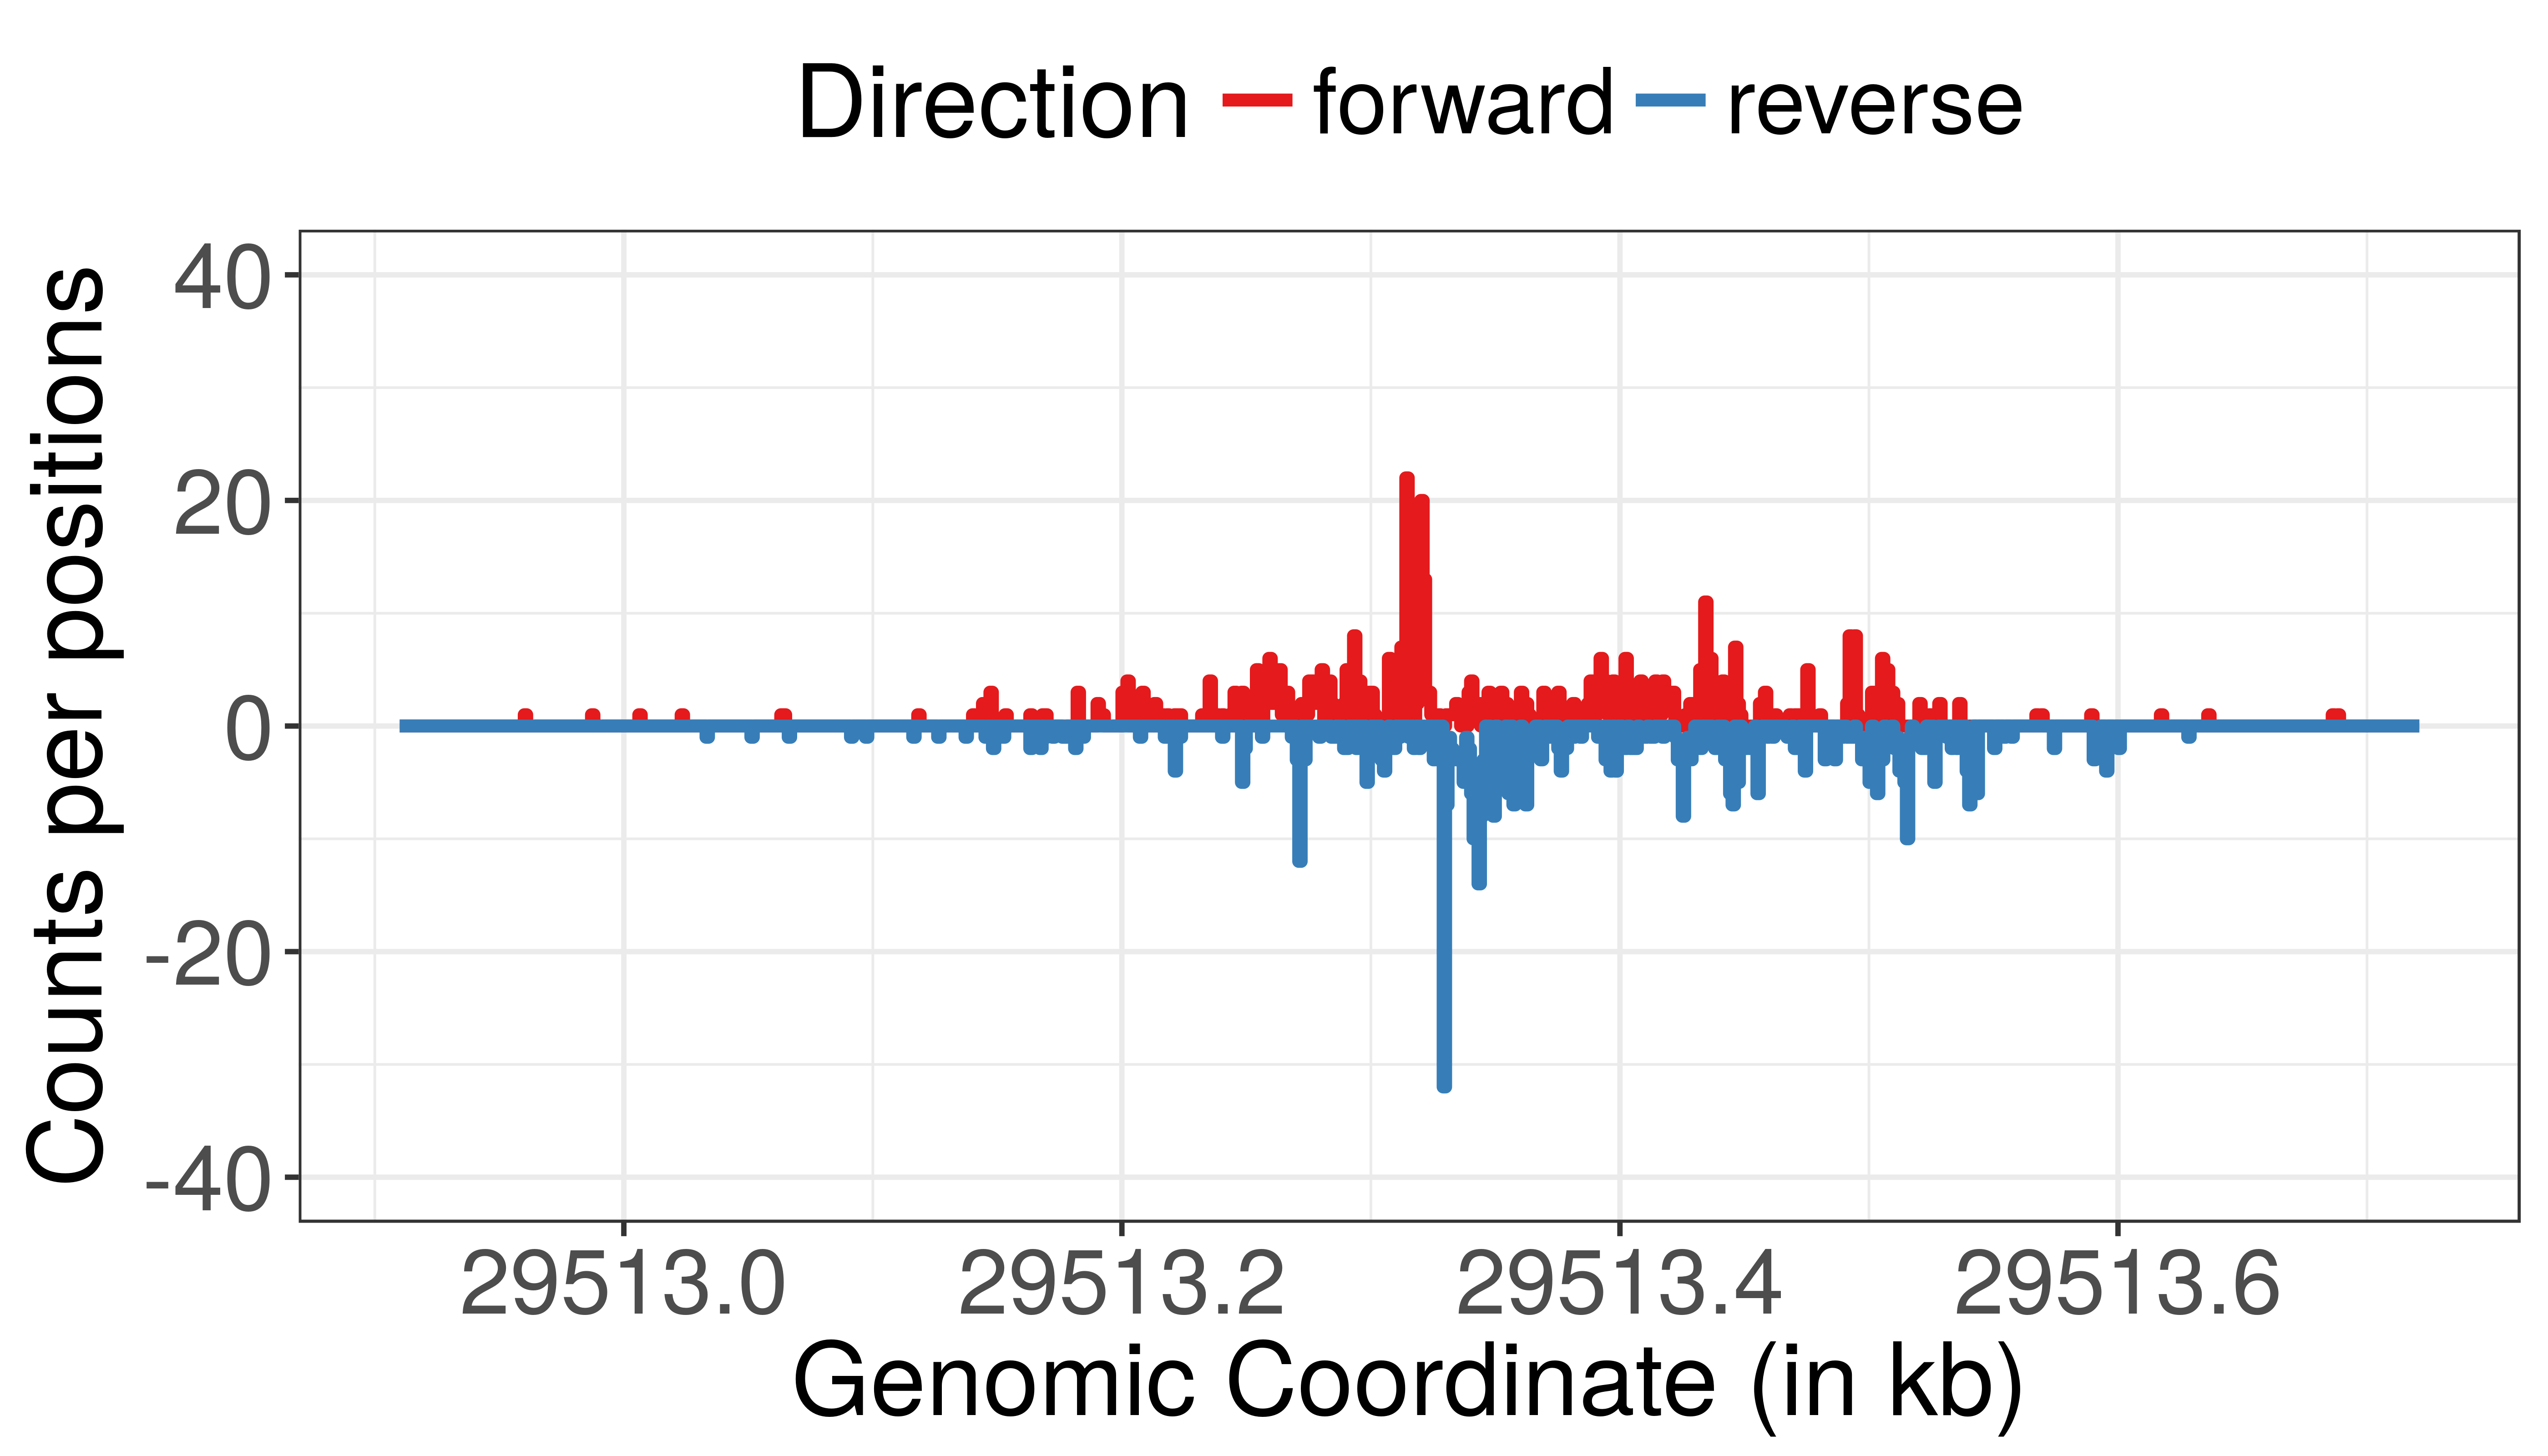 Direction forward reverse
Counts per positions
40
20
0
-20
-40
29513.0 29513.2 29513.4 29513.6
Genomic Coordinate (in kb)